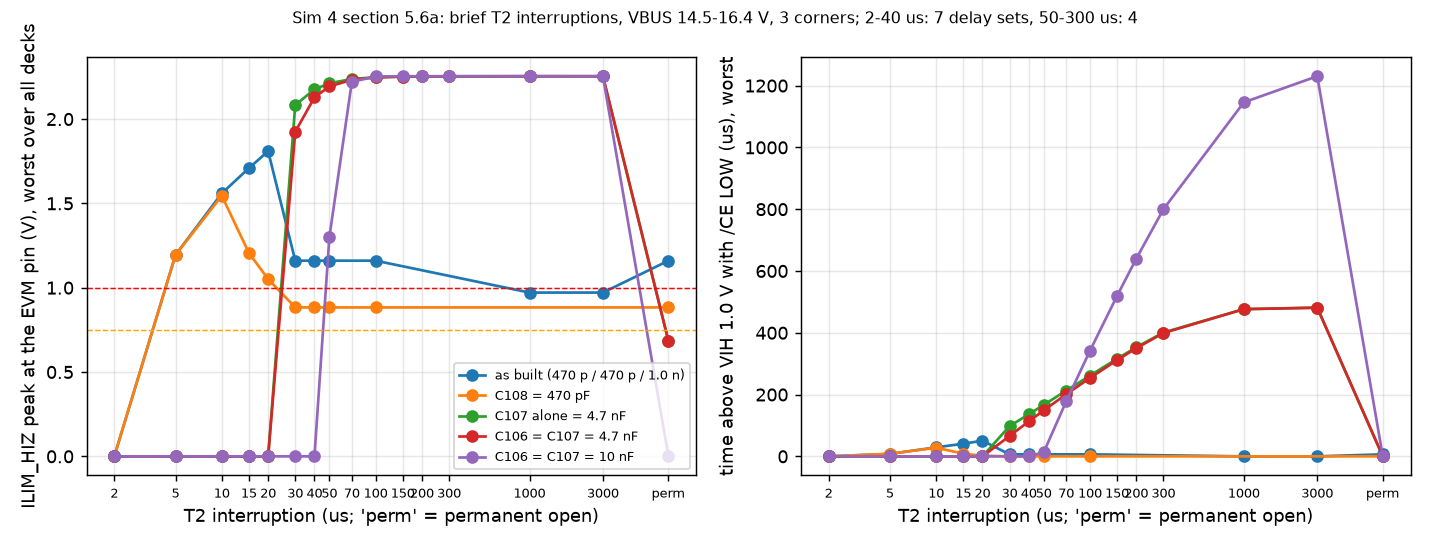 Sim 4 section 5.6a: brief T2 interruptions, VBUS 14.5-16.4 V, 3 corners; 2-40 us: 7 delay sets, 50-300 us: 4
ILIM_HIZ peak at the EVM pin (V), worst over all decks
2.0
1.5
1.0
0.5
0.0
as built (470 p / 470 p / 1.0 n)
C108 = 470 pF
C107 alone = 4.7 nF
C106 = C107 = 4.7 nF
C106 = C107 = 10 nF
2 5 10 15 20 30 40 50 70 100 150 200 300 1000 3000 perm
T2 interruption (us; 'perm' = permanent open)
time above VIH 1.0 V with /CE LOW (us), worst
1200
1000
800
600
400
200
0
2 5 10 15 20 30 40 50 70 100 150 200 300 1000 3000 perm
T2 interruption (us; 'perm' = permanent open)